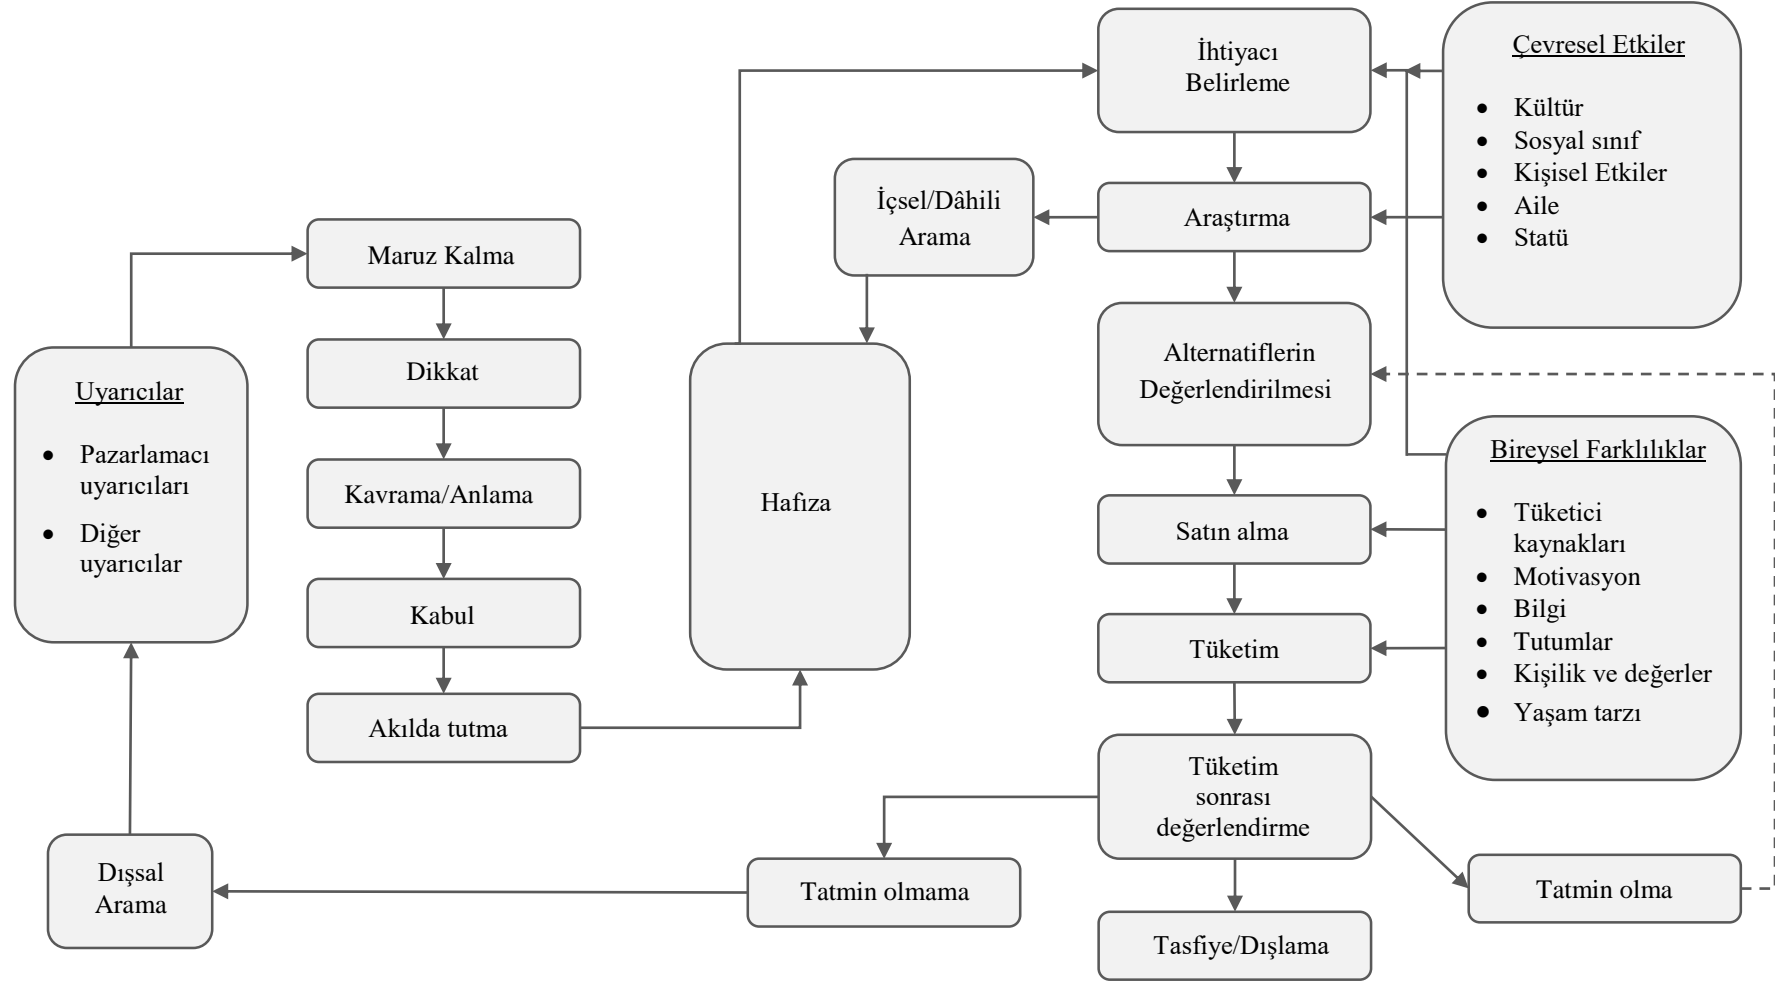 Uyarıcılar
• Pazarlamacı
uyarıcıları
• Diğer
uyarıcılar
Dışsal
Arama
Maruz Kalma
Dikkat
Kavrama/Anlama
Kabul
Akılda tutma
Hafıza
İçsel/Dâhili
Arama
Tatmin olmama
İhtiyacı
Belirleme
Araştırma
Alternatiflerin
Değerlendirilmesi
Satın alma
Tüketim
Tüketim
sonrası
değerlendirme
Tasfiye/Dışlama
Çevresel Etkiler
• Kültür
• Sosyal sınıf
• Kişisel Etkiler
• Aile
• Statü
Bireysel Farklılıklar
• Tüketici
kaynakları
• Motivasyon
• Bilgi
• Tutumlar
• Kişilik ve değerler
• Yaşam tarzı
Tatmin olma